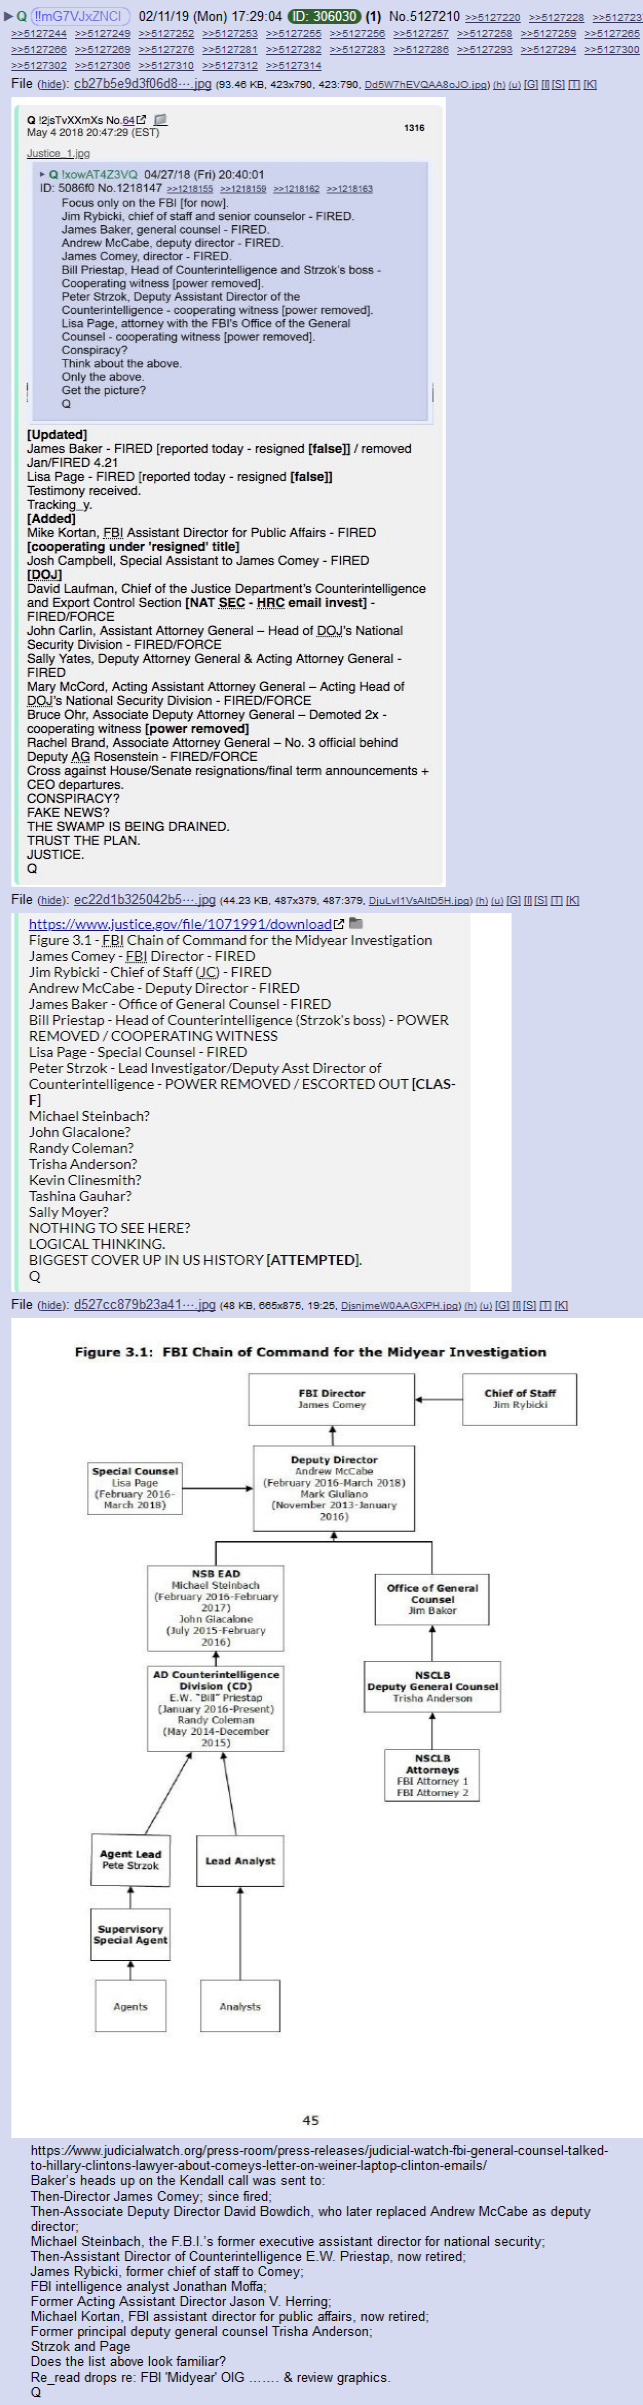 ▶ Q !!mG7VJxZNCI 02/11/19 (Mon) 17:29:04 ID: 306030 (1) No.5127210 >>5127220 >>5127228 >>512723
>>5127244 >>5127249 >>5127252 >>5127253 >>5127255 >>5127256 >>5127257 >>5127258 >>5127259 >>5127265
>>5127266 >>5127269 >>5127276 >>5127281 >>5127282 >>5127283 >>5127286 >>5127293 >>5127294 >>5127300
>>5127302 >>5127306 >>5127310 >>5127312 >>5127314
File (hide): cb27b5e9d3f06d8⋯.jpg (93.46 KB, 423x790, 423:790, Dd5W7hEVQAA8oJO.jpg) (h) (u) [G] [I] [S] [T] [K]
Q !2jsTvXXmXs No.64
May 4 2018 20:47:29 (EST)
1316
Justice_1.jpg
Q !xowAT4Z3VQ 04/27/18 (Fri) 20:40:01
ID: 5086f0 No.1218147 >>1218155 >>1218159 >>1218162 >>1218163
Focus only on the FBI [for now].
Jim Rybicki, chief of staff and senior counselor - FIRED.
James Baker, general counsel - FIRED.
Andrew McCabe, deputy director - FIRED.
James Comey, director - FIRED.
Bill Priestap, Head of Counterintelligence and Strzok's boss -
Cooperating witness [power removed].
Peter Strzok, Deputy Assistant Director of the
Counterintelligence - cooperating witness [power removed].
Lisa Page, attorney with the FBI's Office of the General
Counsel - cooperating witness [power removed].
Conspiracy?
Think about the above.
Only the above.
Get the picture?
Q
[Updated]
James Baker - FIRED [reported today - resigned [false]] / removed
Jan/FIRED 4.21
Lisa Page - FIRED [reported today - resigned [false]]
Testimony received.
Tracking_y.
[Added]
Mike Kortan, FBI Assistant Director for Public Affairs - FIRED
[cooperating under 'resigned' title]
Josh Campbell, Special Assistant to James Comey - FIRED
[DOJ]
David Laufman, Chief of the Justice Department's Counterintelligence
and Export Control Section [NAT SEC - HRC email invest] -
FIRED/FORCE
John Carlin, Assistant Attorney General – Head of DOJ's National
Security Division - FIRED/FORCE
Sally Yates, Deputy Attorney General & Acting Attorney General -
FIRED
Mary McCord, Acting Assistant Attorney General – Acting Head of
DOJ's National Security Division - FIRED/FORCE
Bruce Ohr, Associate Deputy Attorney General – Demoted 2x -
cooperating witness [power removed]
Rachel Brand, Associate Attorney General – No. 3 official behind
Deputy AG Rosenstein - FIRED/FORCE
Cross against House/Senate resignations/final term announcements +
CEO departures.
CONSPIRACY?
FAKE NEWS?
THE SWAMP IS BEING DRAINED.
TRUST THE PLAN.
JUSTICE.
Q
File (hide): ec22d1b325042b5⋯.jpg (44.23 KB, 487x379, 487:379, DjuLvI1VsAItD5H.jpg) (h) (u) [G] [I] [S] [T] [K]
https://www.justice.gov/file/1071991/download
Figure 3.1 - FBI Chain of Command for the Midyear Investigation
James Comey - FBI Director - FIRED
Jim Rybicki - Chief of Staff (JC) - FIRED
Andrew McCabe - Deputy Director - FIRED
James Baker - Office of General Counsel - FIRED
Bill Priestap - Head of Counterintelligence (Strzok's boss) - POWER
REMOVED / COOPERATING WITNESS
Lisa Page - Special Counsel - FIRED
Peter Strzok - Lead Investigator/Deputy Asst Director of
Counterintelligence - POWER REMOVED / ESCORTED OUT [CLAS-
F]
Michael Steinbach?
John Glacalone?
Randy Coleman?
Trisha Anderson?
Kevin Clinesmith?
Tashina Gauhar?
Sally Moyer?
NOTHING TO SEE HERE?
LOGICAL THINKING.
BIGGEST COVER UP IN US HISTORY [ATTEMPTED].
Q
File (hide): d527cc879b23a41⋯.jpg (48 KB, 665x875, 19:25, DjsnjmeW0AAGXPH.jpg) (h) (u) [G] [I] [S] [T] [K]
Figure 3.1: FBI Chain of Command for the Midyear Investigation
FBI Director
James Comey
Chief of Staff
Jim Rybicki
Deputy Director
Andrew McCabe
(February 2016-March 2018)
Mark Giuliano
(November 2013-January
2016)
Special Counsel
Lisa Page
(February 2016-
March 2018)
NSB EAD
Michael Steinbach
(February 2016-February
2017)
John Giacalone
(July 2015-February
2016)
Office of General
Counsel
Jim Baker
AD Counterintelligence
Division (CD)
E.W. "Bill" Priestap
(January 2016-Present)
Randy Coleman
(May 2014-December
2015)
NSCLB
Deputy General Counsel
Trisha Anderson
NSCLB
Attorneys
FBI Attorney 1
FBI Attorney 2
Agent Lead
Pete Strzok
Lead Analyst
Supervisory
Special Agent
Agents
Analysts
45
https://www.judicialwatch.org/press-room/press-releases/judicial-watch-fbi-general-counsel-talked-
to-hillary-clintons-lawyer-about-comeys-letter-on-weiner-laptop-clinton-emails/
Baker's heads up on the Kendall call was sent to:
Then-Director James Comey; since fired;
Then-Associate Deputy Director David Bowdich, who later replaced Andrew McCabe as deputy
director;
Michael Steinbach, the F.B.I.'s former executive assistant director for national security;
Then-Assistant Director of Counterintelligence E.W. Priestap, now retired;
James Rybicki, former chief of staff to Comey;
FBI intelligence analyst Jonathan Moffa;
Former Acting Assistant Director Jason V. Herring;
Michael Kortan, FBI assistant director for public affairs, now retired;
Former principal deputy general counsel Trisha Anderson;
Strzok and Page
Does the list above look familiar?
Re_read drops re: FBI 'Midyear' OIG ....... & review graphics.
Q